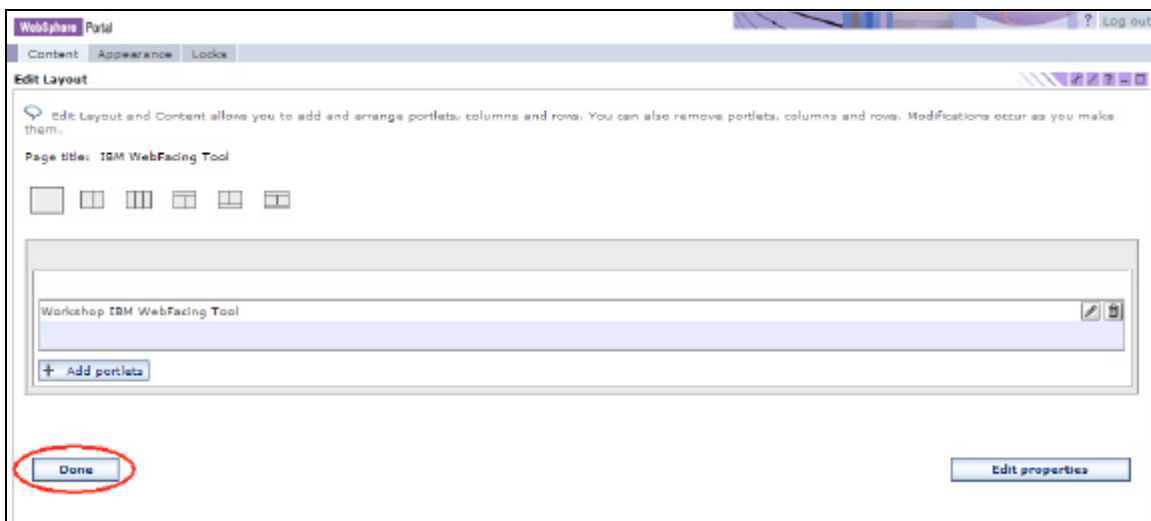 WebSphere Portal
? Log out
Content Appearance Locks
Edit Layout
Edit Layout and Content allows you to add and arrange portlets, columns and rows. You can also remove portlets, columns and rows. Modifications occur as you make
them.
Page title: IBM WebFacing Tool
Workshop IBM WebFacing Tool
+ Add portlets
Done
Edit properties